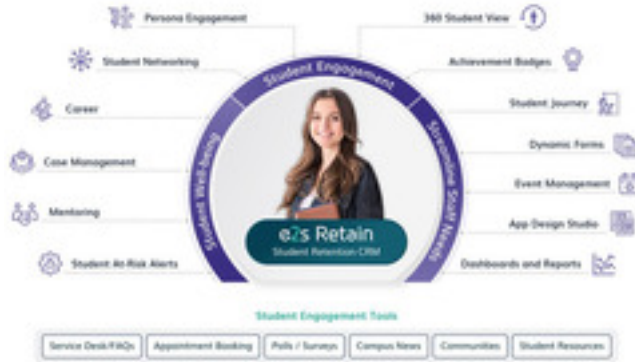 Persona Engagement
360 Student View
Student Networking
Achievement Badges
Career
Student Journey
Case Management
Dynamic Forms
Mentoring
Event Management
Student At-Risk Alerts
App Design Studio
Dashboards and Reports
Student Well-being
Student Engagement
Streamline Staff Needs
e2s Retain
Student Retention CRM
Student Engagement Tools
Service Desk/FAQs
Appointment Booking
Polls / Surveys
Campus News
Communities
Student Resources